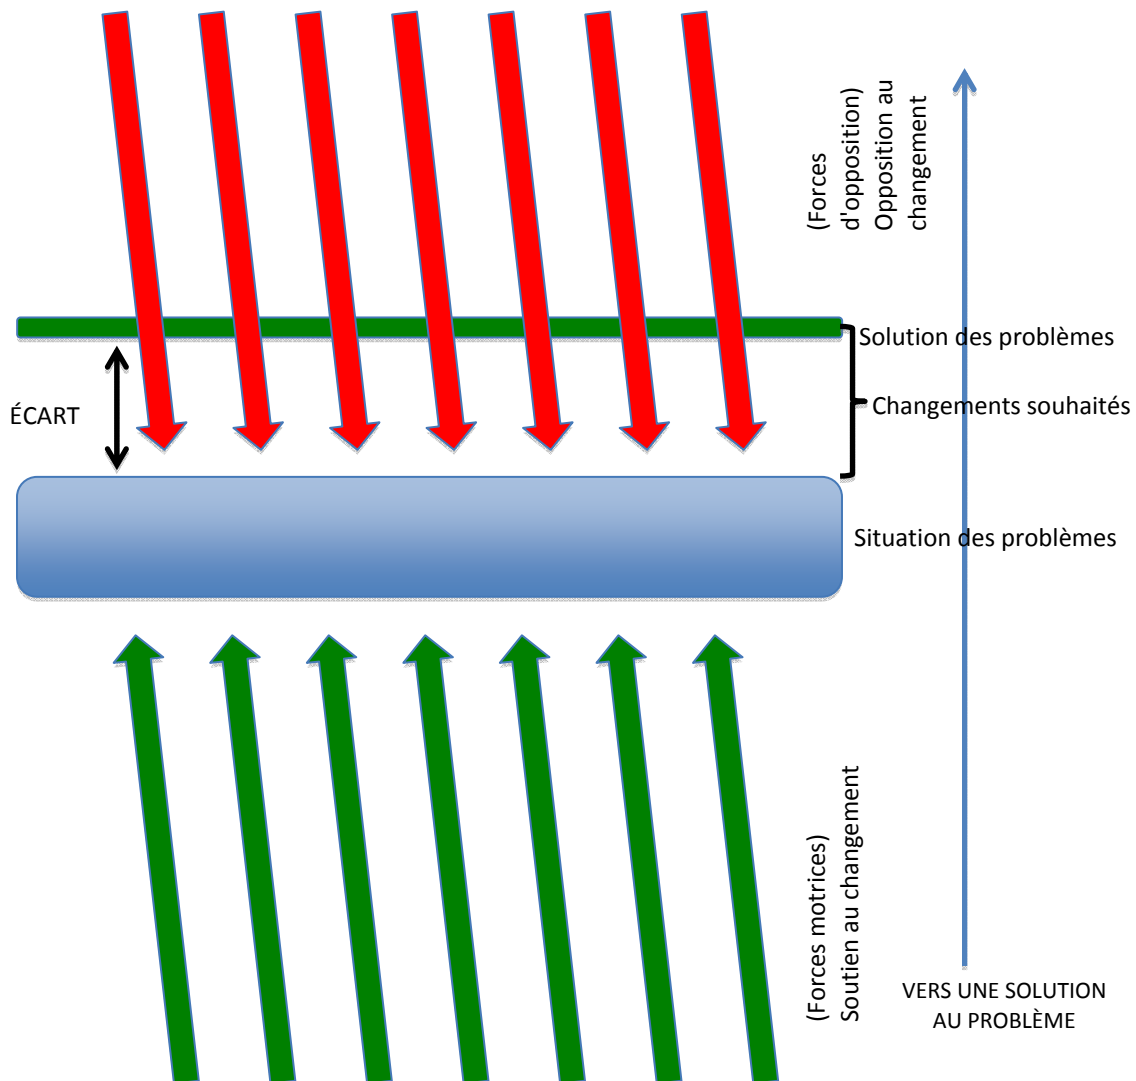 (Forces
d'opposition)
Opposition au
changement
Solution des problèmes
ÉCART
Changements souhaités
Situation des problèmes
(Forces motrices)
Soutien au changement
VERS UNE SOLUTION
AU PROBLÈME